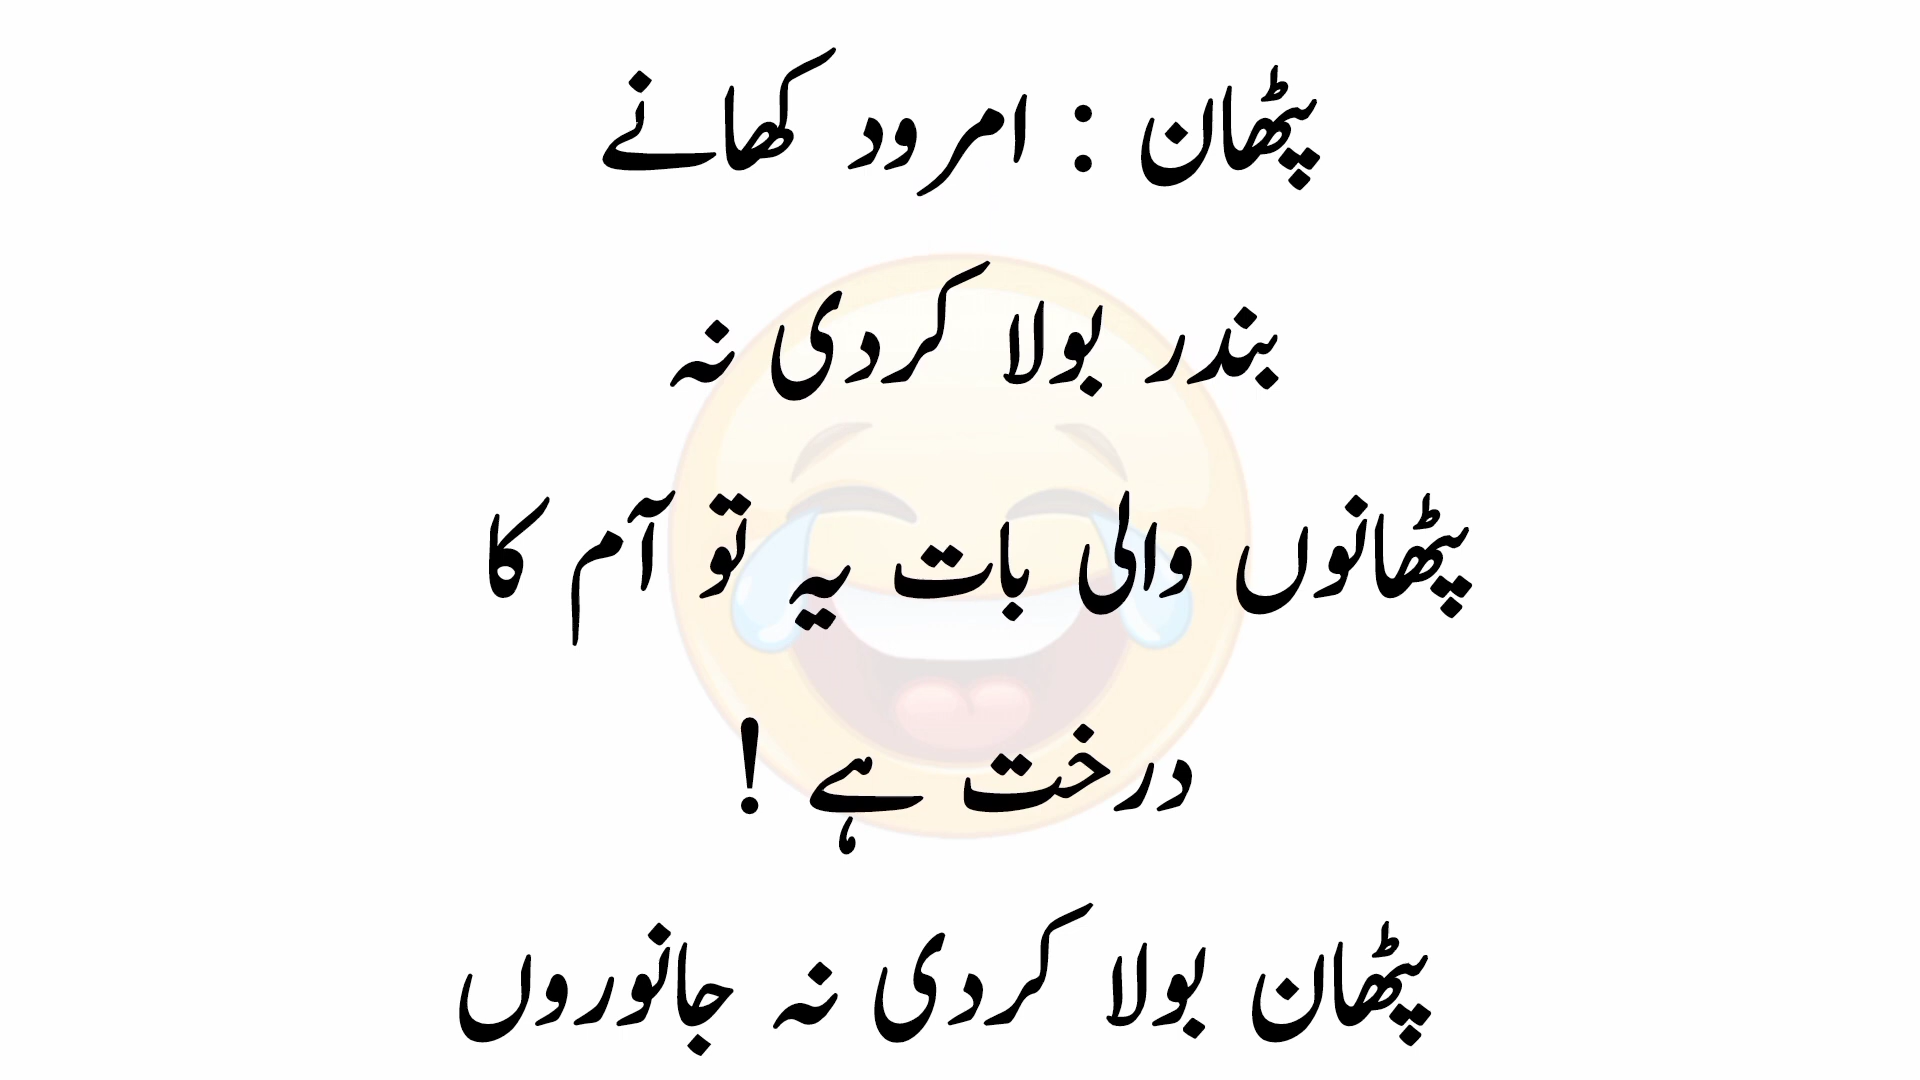 پٹھان : امرود کھانے
بندر بولا کردی نہ
پٹھانوں والی بات یہ تو آم کا
درخت ہے !
پٹھان بولا کردی نہ جانوروں